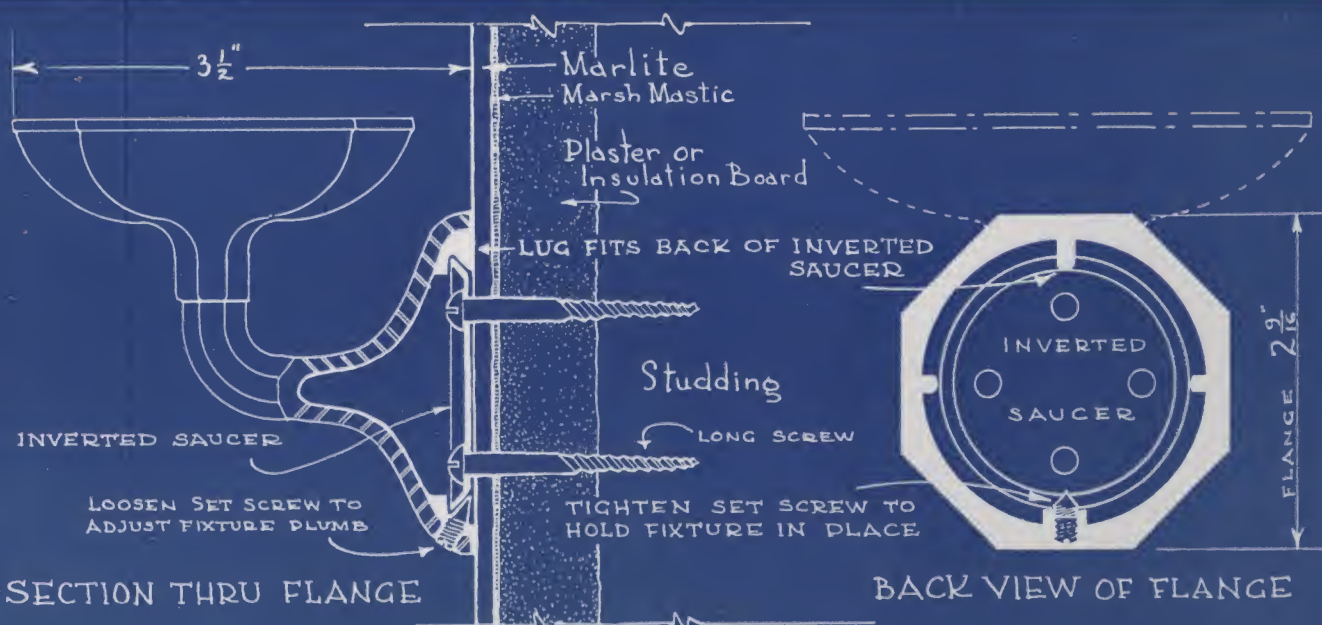 3 1/2"
Marlite
Marsh Mastic
Plaster or
Insulation Board
LUG FITS BACK OF INVERTED
SAUCER
INVERTED
SAUCER
FLANGE 2 9/16"
Studding
LONG SCREW
INVERTED SAUCER
LOOSEN SET SCREW TO
ADJUST FIXTURE PLUMB
TIGHTEN SET SCREW TO
HOLD FIXTURE IN PLACE
SECTION THRU FLANGE
BACK VIEW OF FLANGE